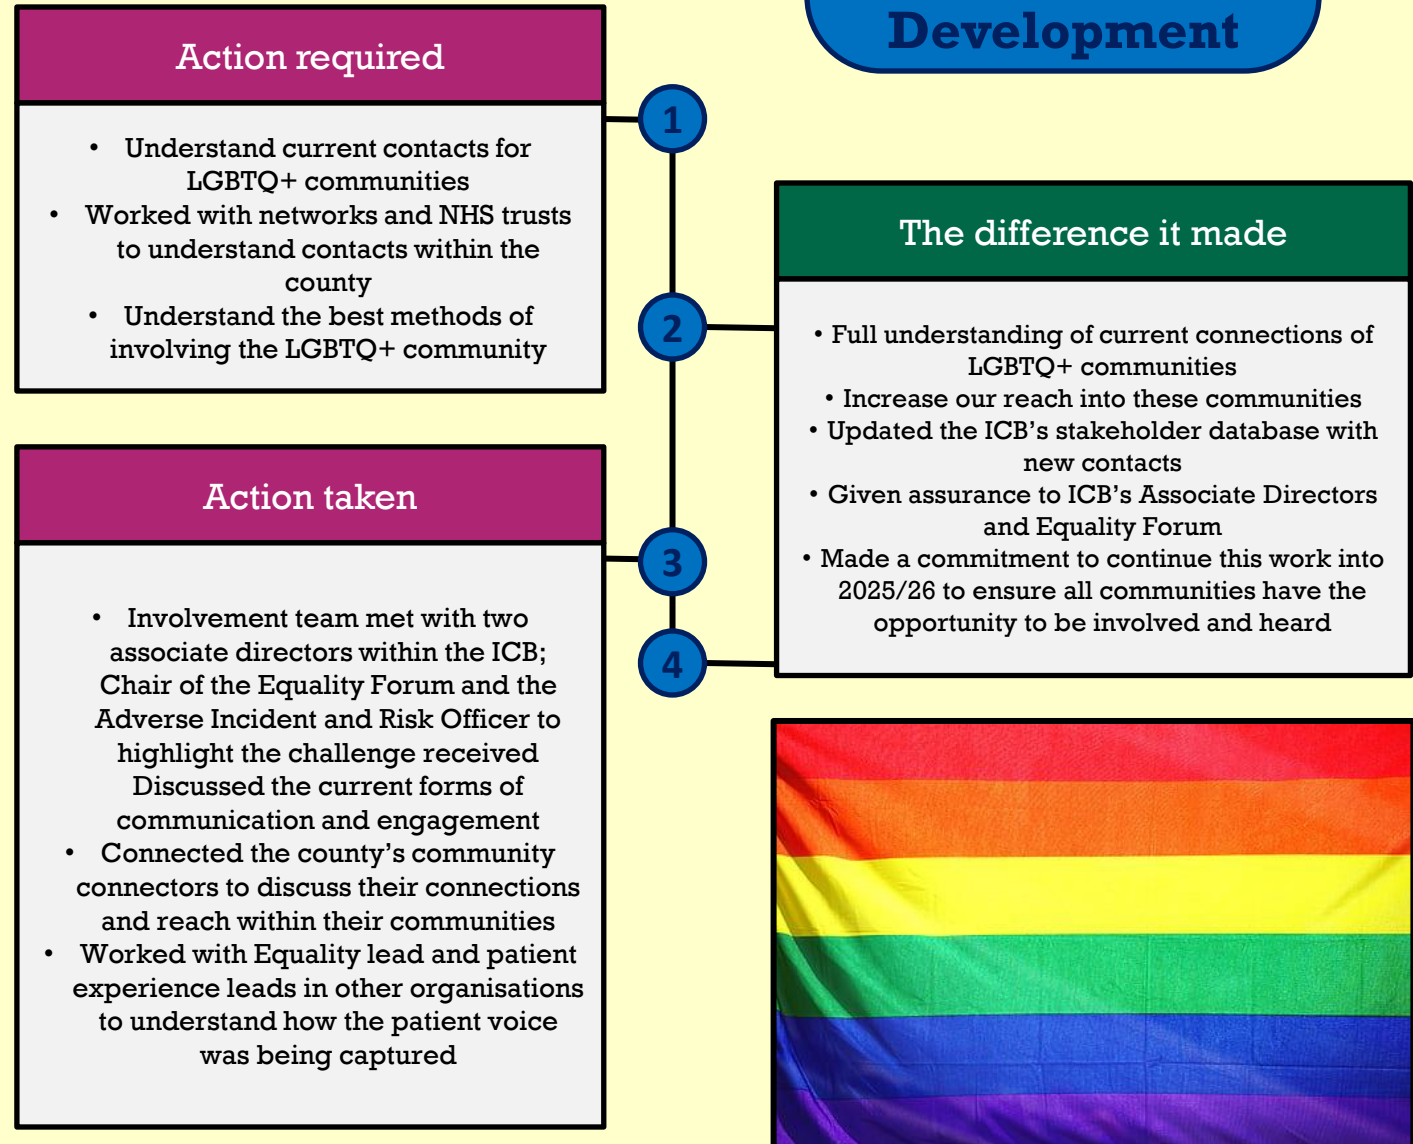 Development
Action required
• Understand current contacts for
LGBTQ+ communities
• Worked with networks and NHS trusts
to understand contacts within the
county
• Understand the best methods of
involving the LGBTQ+ community
1
2
The difference it made
• Full understanding of current connections of
LGBTQ+ communities
• Increase our reach into these communities
• Updated the ICB’s stakeholder database with
new contacts
• Given assurance to ICB’s Associate Directors
and Equality Forum
• Made a commitment to continue this work into
2025/26 to ensure all communities have the
opportunity to be involved and heard
Action taken
• Involvement team met with two
associate directors within the ICB;
Chair of the Equality Forum and the
Adverse Incident and Risk Officer to
highlight the challenge received
Discussed the current forms of
communication and engagement
• Connected the county’s community
connectors to discuss their connections
and reach within their communities
• Worked with Equality lead and patient
experience leads in other organisations
to understand how the patient voice
was being captured
3
4